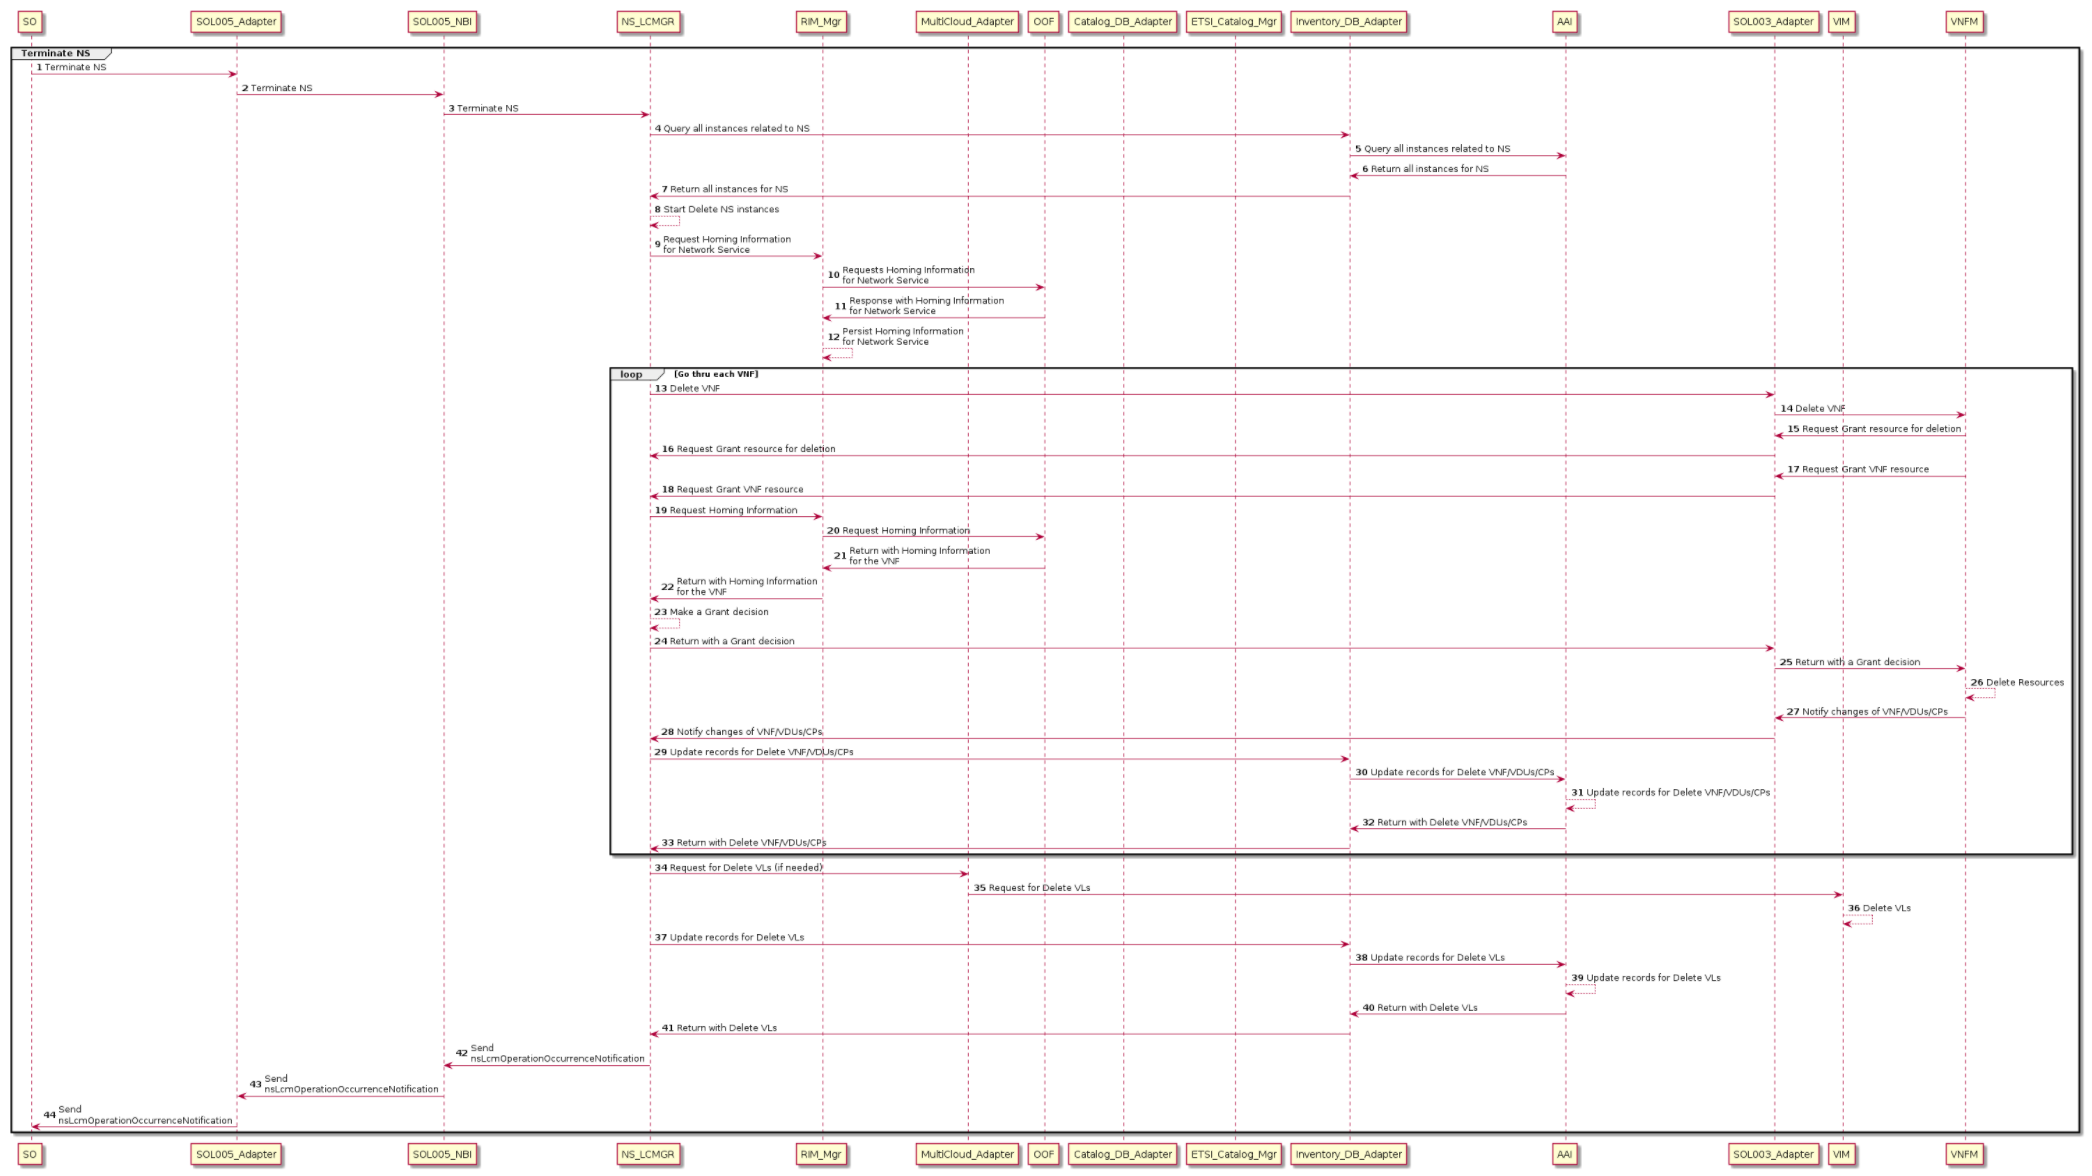 SO SOL005_Adapter SOL005_NBI NS_LCMGR RIM_Mgr MultiCloud_Adapter OOF Catalog_DB_Adapter ETSI_Catalog_Mgr Inventory_DB_Adapter AAI SOL003_Adapter VIM VNFM
Terminate NS
1 Terminate NS
2 Terminate NS
3 Terminate NS
4 Query all instances related to NS
5 Query all instances related to NS
6 Return all instances for NS
7 Return all instances for NS
8 Start Delete NS instances
9 Request Homing Information
for Network Service
10 Requests Homing Information
for Network Service
11 Response with Homing Information
for Network Service
12 Persist Homing Information
for Network Service
loop [Go thru each VNF]
13 Delete VNF
14 Delete VNF
15 Request Grant resource for deletion
16 Request Grant resource for deletion
17 Request Grant VNF resource
18 Request Grant VNF resource
19 Request Homing Information
20 Request Homing Information
21 Return with Homing Information
for the VNF
22 Return with Homing Information
for the VNF
23 Make a Grant decision
24 Return with a Grant decision
25 Return with a Grant decision
26 Delete Resources
27 Notify changes of VNF/VDUs/CPs
28 Notify changes of VNF/VDUs/CPs
29 Update records for Delete VNF/VDUs/CPs
30 Update records for Delete VNF/VDUs/CPs
31 Update records for Delete VNF/VDUs/CPs
32 Return with Delete VNF/VDUs/CPs
33 Return with Delete VNF/VDUs/CPs
34 Request for Delete VLs (if needed)
35 Request for Delete VLs
36 Delete VLs
37 Update records for Delete VLs
38 Update records for Delete VLs
39 Update records for Delete VLs
40 Return with Delete VLs
41 Return with Delete VLs
42 Send
nsLcmOperationOccurrenceNotification
43 Send
nsLcmOperationOccurrenceNotification
44 Send
nsLcmOperationOccurrenceNotification
SO SOL005_Adapter SOL005_NBI NS_LCMGR RIM_Mgr MultiCloud_Adapter OOF Catalog_DB_Adapter ETSI_Catalog_Mgr Inventory_DB_Adapter AAI SOL003_Adapter VIM VNFM